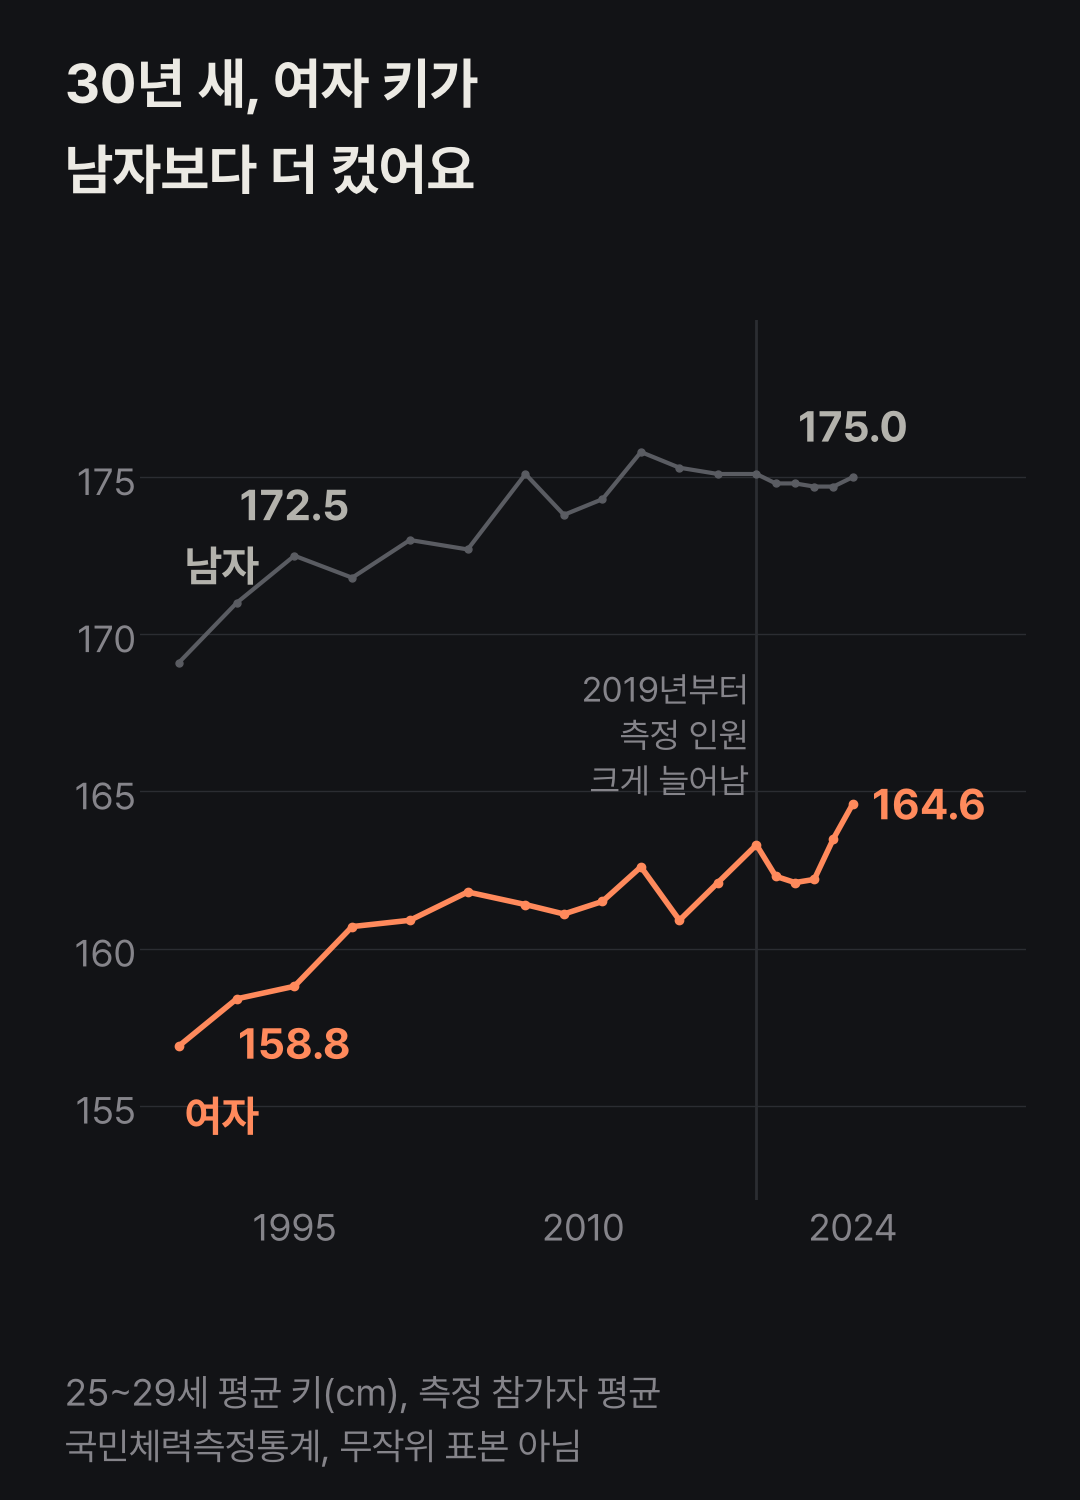 30년 새, 여자 키가
남자보다 더 컸어요
175.0
175
172.5
남자
170
2019년부터
측정 인원
크게 늘어남
165
164.6
160
158.8
155
여자
1995
2010
2024
25~29세 평균 키(cm), 측정 참가자 평균
국민체력측정통계, 무작위 표본 아님